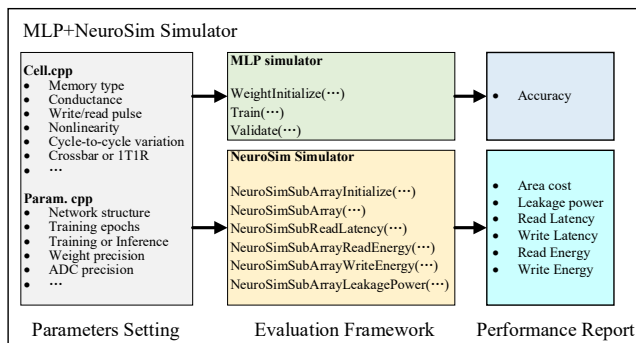 MLP+NeuroSim Simulator
Cell.cpp
• Memory type
• Conductance
• Write/read pulse
• Nonlinearity
• Cycle-to-cycle variation
• Crossbar or 1T1R
• ⋯
Param. cpp
• Network structure
• Training epochs
• Training or Inference
• Weight precision
• ADC precision
• ⋯
Parameters Setting
MLP simulator
WeightInitialize(⋯)
Train(⋯)
Validate(⋯)
NeuroSim Simulator
NeuroSimSubArrayInitialize(⋯)
NeuroSimSubArray(⋯)
NeuroSimSubReadLatency(⋯)
NeuroSimSubArrayReadEnergy(⋯)
NeuroSimSubArrayWriteEnergy(⋯)
NeuroSimSubArrayLeakagePower(⋯)
Evaluation Framework
• Accuracy
• Area cost
• Leakage power
• Read Latency
• Write Latency
• Read Energy
• Write Energy
Performance Report